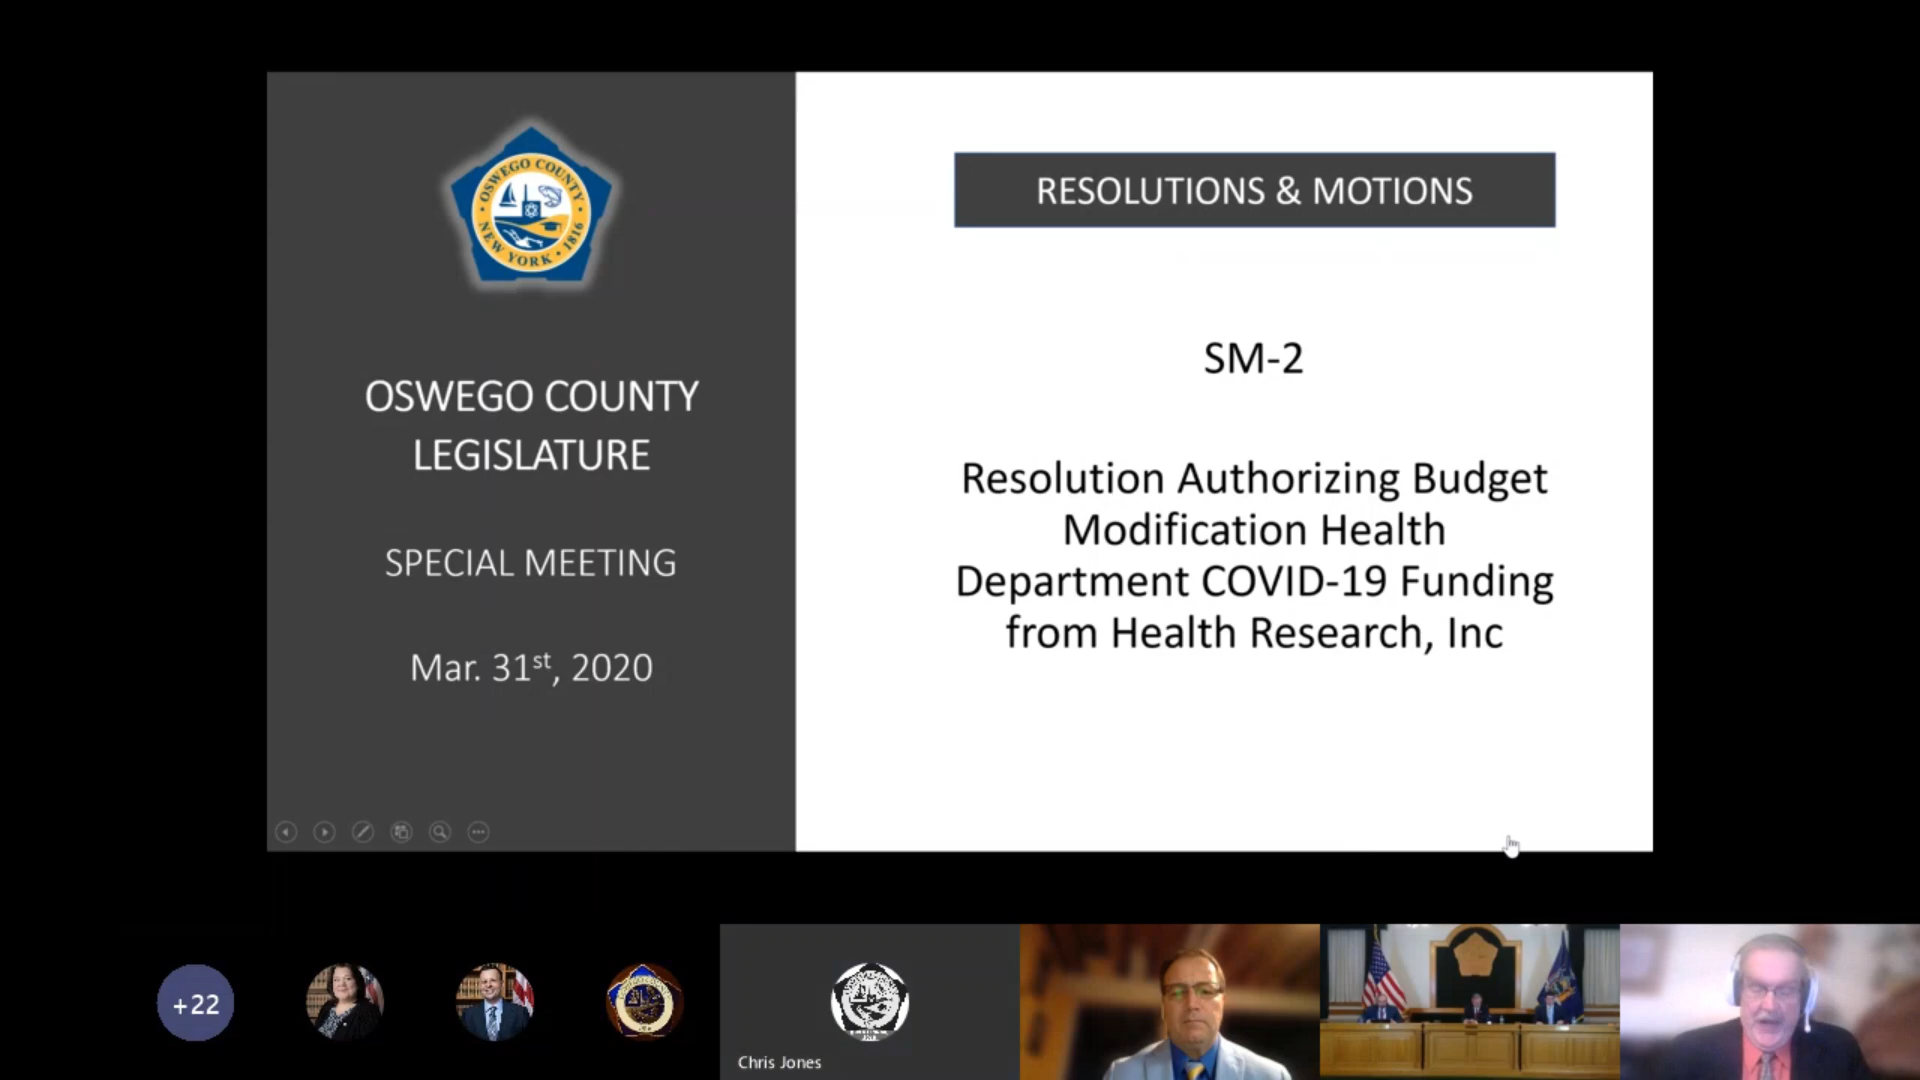 OSWEGO COUNTY
NEW YORK • 1816
OSWEGO COUNTY
LEGISLATURE
SPECIAL MEETING
Mar. 31st, 2020
RESOLUTIONS & MOTIONS
SM-2
Resolution Authorizing Budget
Modification Health
Department COVID-19 Funding
from Health Research, Inc
+22
Chris Jones